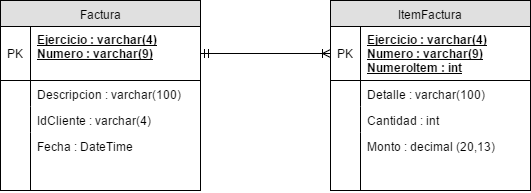 Factura
PK
Ejercicio : varchar(4)
Numero : varchar(9)
Descripcion : varchar(100)
IdCliente : varchar(4)
Fecha : DateTime
ItemFactura
PK
Ejercicio : varchar(4)
Numero : varchar(9)
NumeroItem : int
Detalle : varchar(100)
Cantidad : int
Monto : decimal (20,13)